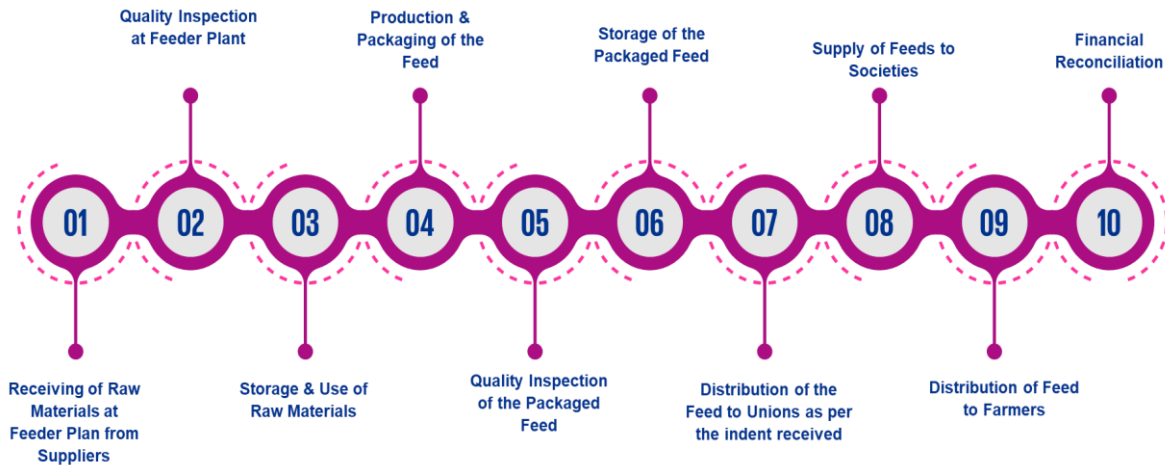 Quality Inspection
at Feeder Plant
Production &
Packaging of the
Feed
Storage of the
Packaged Feed
Supply of Feeds to
Societies
Financial
Reconciliation
01
02
03
04
05
06
07
08
09
10
Receiving of Raw
Materials at
Feeder Plan from
Suppliers
Storage & Use of
Raw Materials
Quality Inspection
of the Packaged
Feed
Distribution of the
Feed to Unions as per
the indent received
Distribution of Feed
to Farmers